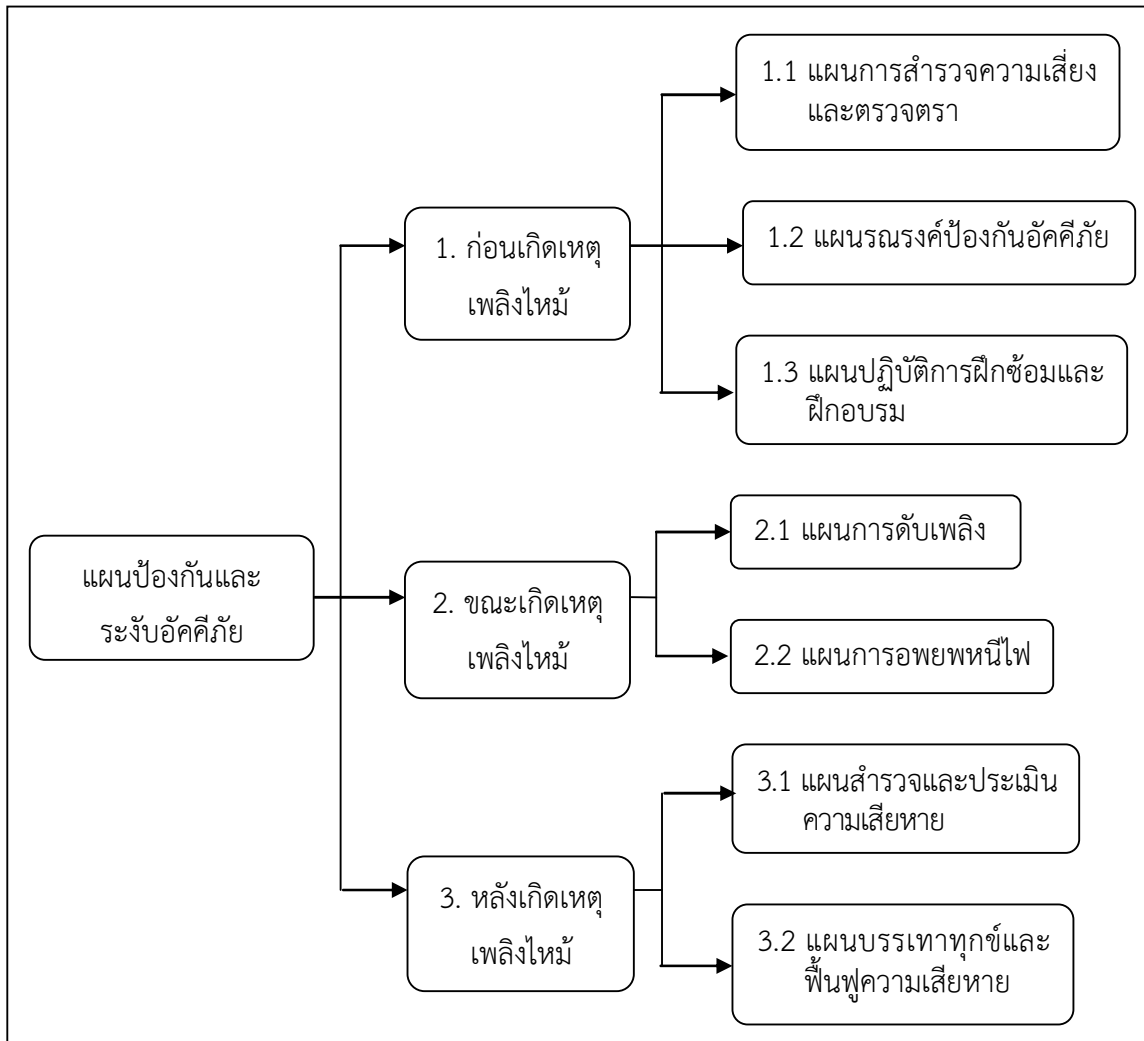 แผนป้องกันและ
ระงับอัคคีภัย
1. ก่อนเกิดเหตุ
เพลิงไหม้
1.1 แผนการสำรวจความเสี่ยง
และตรวจตรา
1.2 แผนรณรงค์ป้องกันอัคคีภัย
1.3 แผนปฏิบัติการฝึกซ้อมและ
ฝึกอบรม
2. ขณะเกิดเหตุ
เพลิงไหม้
2.1 แผนการดับเพลิง
2.2 แผนการอพยพหนีไฟ
3. หลังเกิดเหตุ
เพลิงไหม้
3.1 แผนสำรวจและประเมิน
ความเสียหาย
3.2 แผนบรรเทาทุกข์และ
ฟื้นฟูความเสียหาย